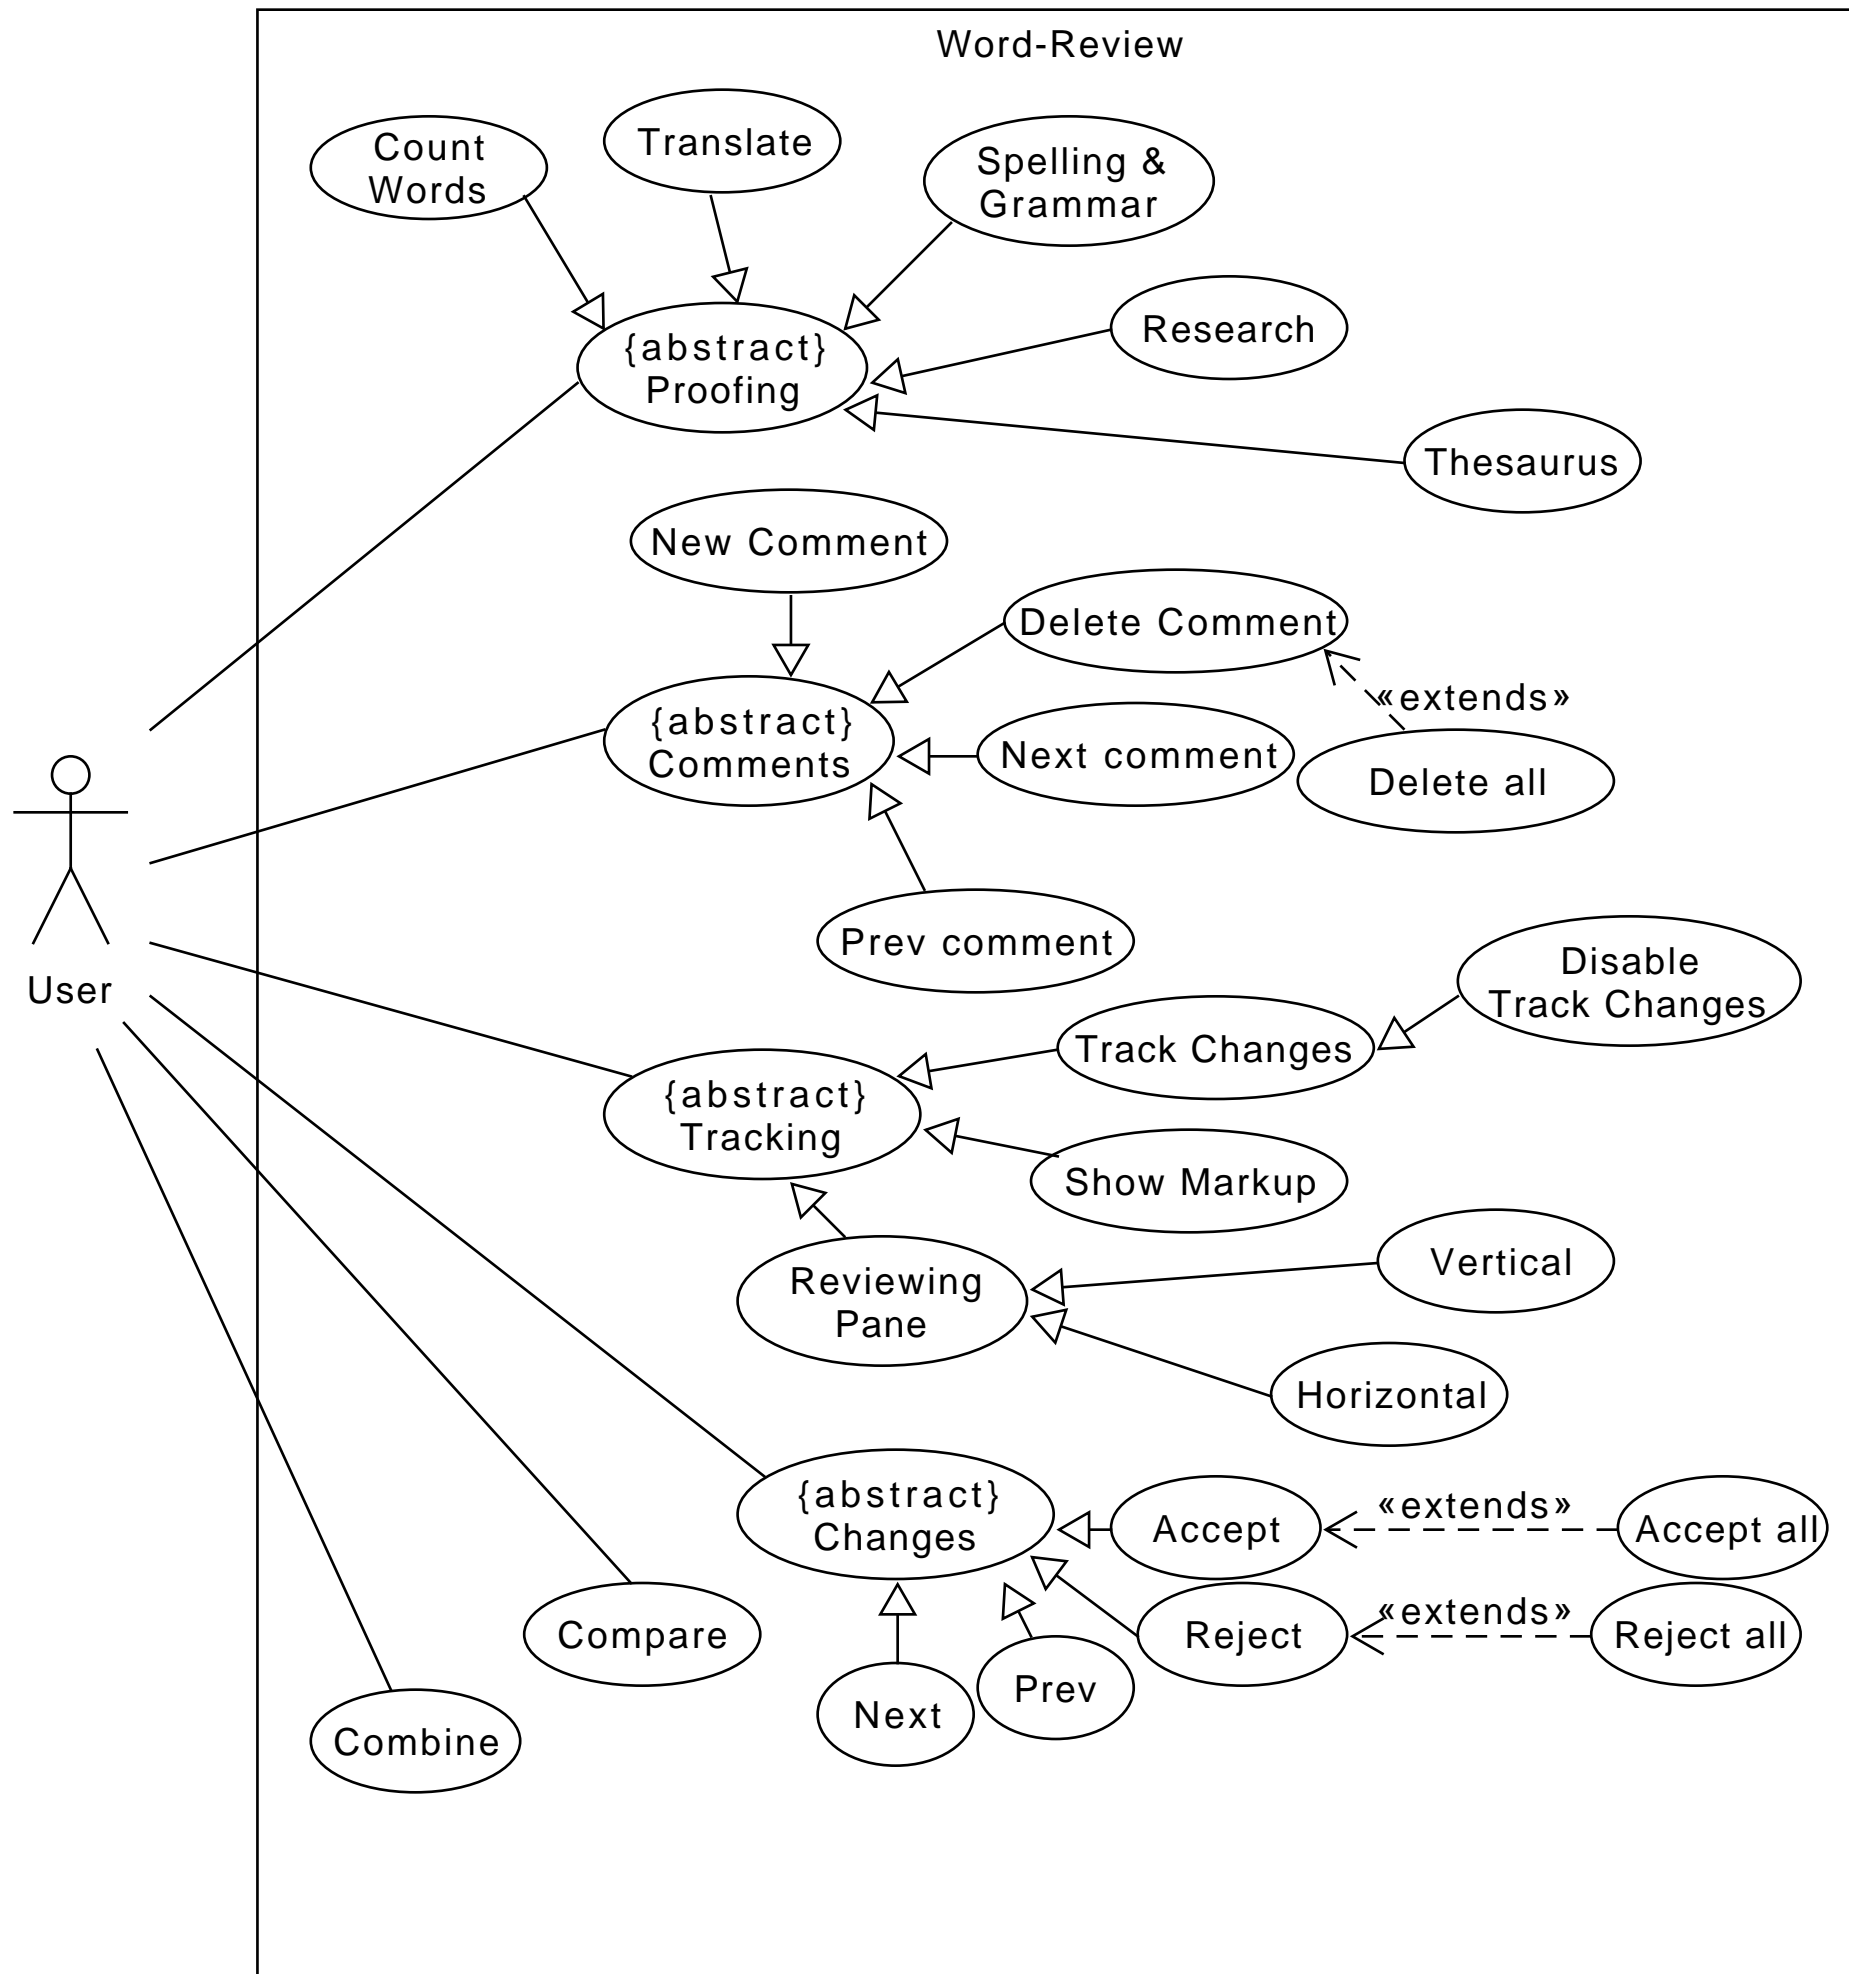 Word-Review
Count
Words
Translate
Spelling &
Grammar
{abstract}
Proofing
Research
Thesaurus
New Comment
Delete Comment
«extends»
{abstract}
Comments
Next comment
Delete all
Prev comment
User
Disable
Track Changes
Track Changes
{abstract}
Tracking
Show Markup
Reviewing
Pane
Vertical
Horizontal
{abstract}
Changes
Accept
«extends»
Accept all
Reject
«extends»
Reject all
Compare
Prev
Next
Combine